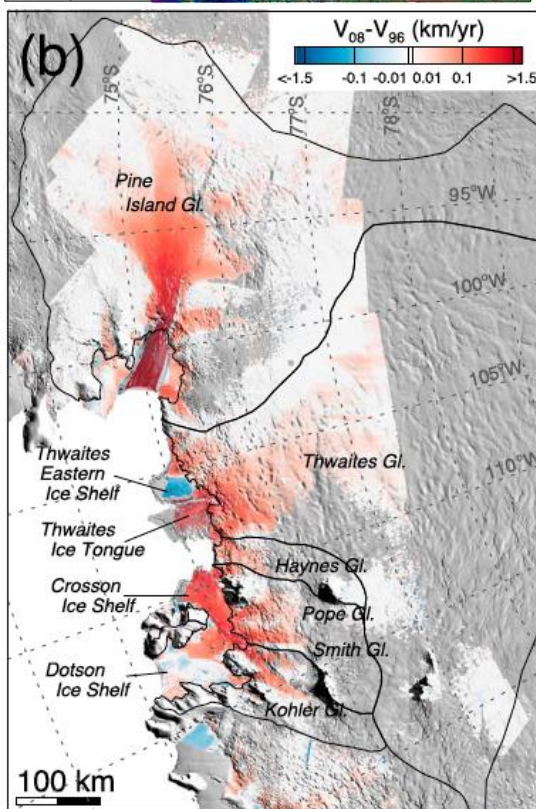 (b)
V08-V96 (km/yr)
<-1.5 -0.1 -0.01 0.01 0.1 >1.5
75°S
76°S
77°S
78°S
Pine
Island Gl.
95°W
100°W
105°W
Thwaites
Eastern
Ice Shelf
Thwaites Gl.
110°W
Thwaites
Ice Tongue
Haynes Gl.
Crosson
Ice Shelf
Pope Gl.
Smith Gl.
Dotson
Ice Shelf
Kohler Gl.
100 km